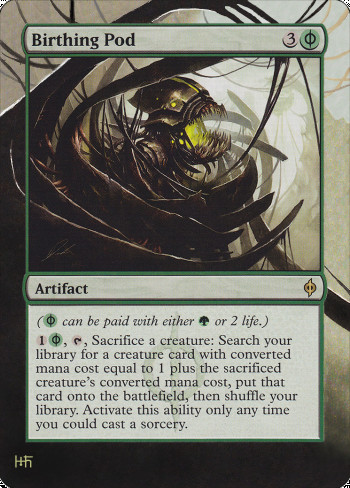 Birthing Pod 3
Artifact
( can be paid with either or 2 life.)
1 , , Sacrifice a creature: Search your
library for a creature card with converted
mana cost equal to 1 plus the sacrificed
creature's converted mana cost, put that
card onto the battlefield, then shuffle your
library. Activate this ability only any time
you could cast a sorcery.